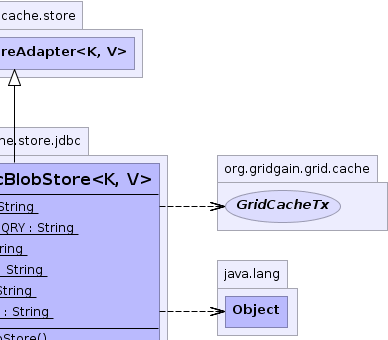 cache.store
reAdapter<K, V>
he.store.jdbc
cBlobStore<K, V>
String
QRY : String
ring
: String
String
: String
bStore()
org.gridgain.grid.cache
GridCacheTx
java.lang
Object